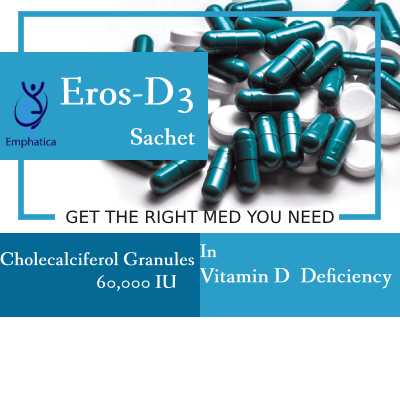 Eros-D3
Sachet
Emphatica
GET THE RIGHT MED YOU NEED
Cholecalciferol Granules
60,000 IU
In
Vitamin D Deficiency